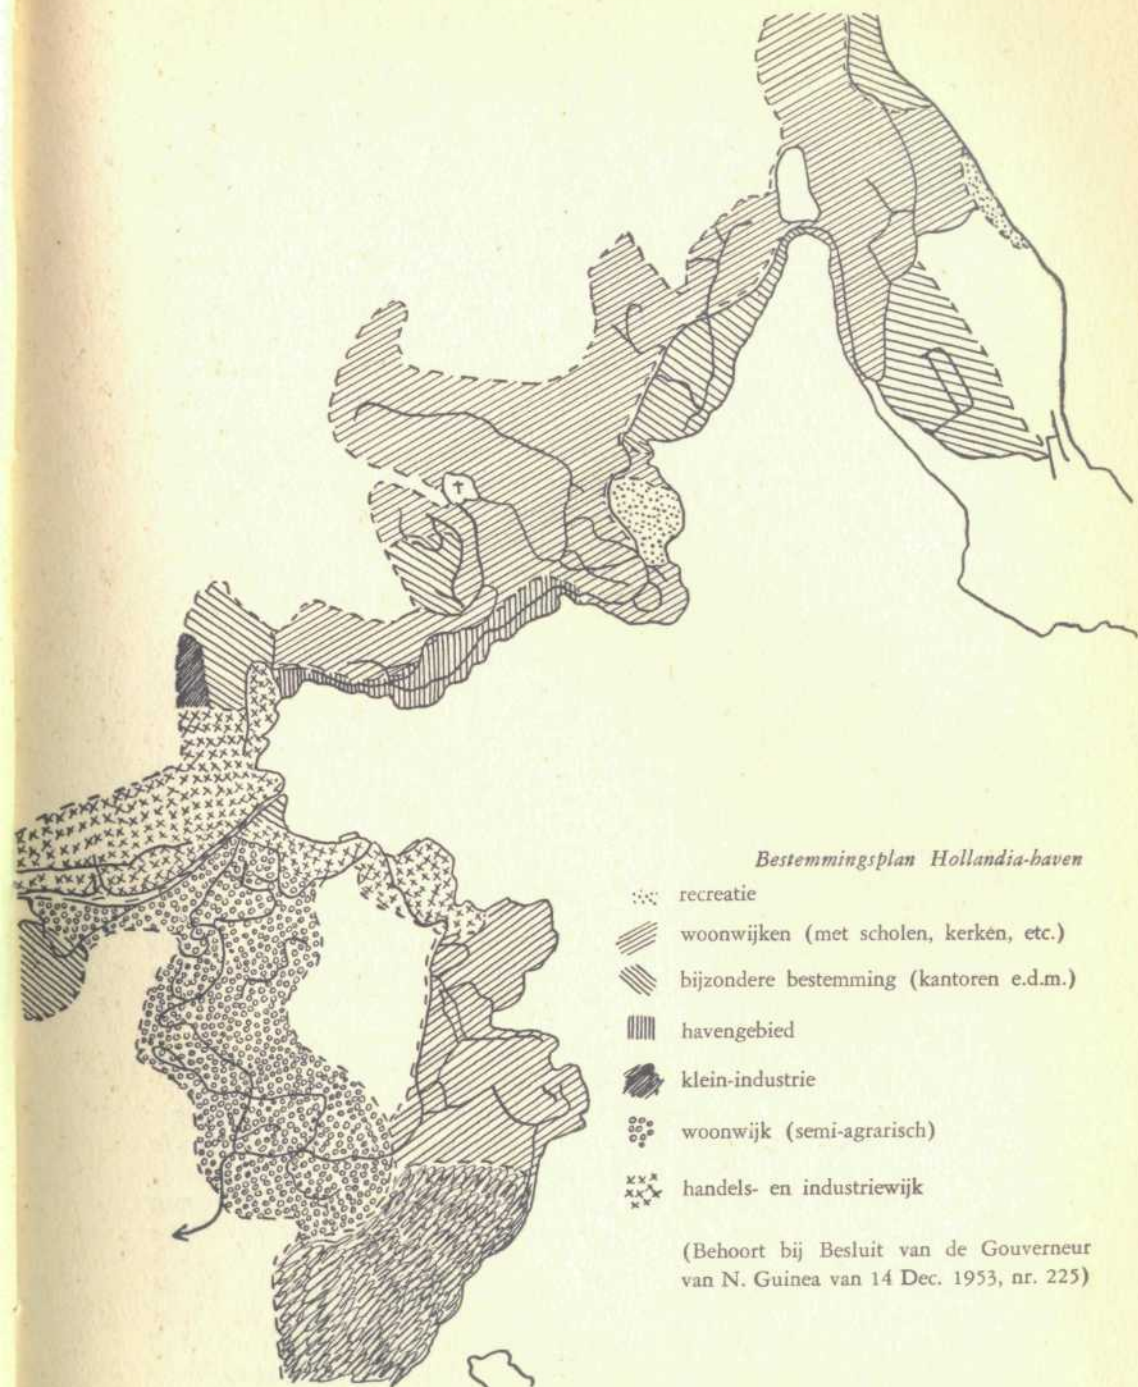 Bestemmingsplan Hollandia-haven
recreatie
woonwijken (met scholen, kerken, etc.)
bijzondere bestemming (kantoren e.d.m.)
havengebied
klein-industrie
woonwijk (semi-agrarisch)
handels- en industriewijk
(Behoort bij Besluit van de Gouverneur
van N. Guinea van 14 Dec. 1953, nr. 225)